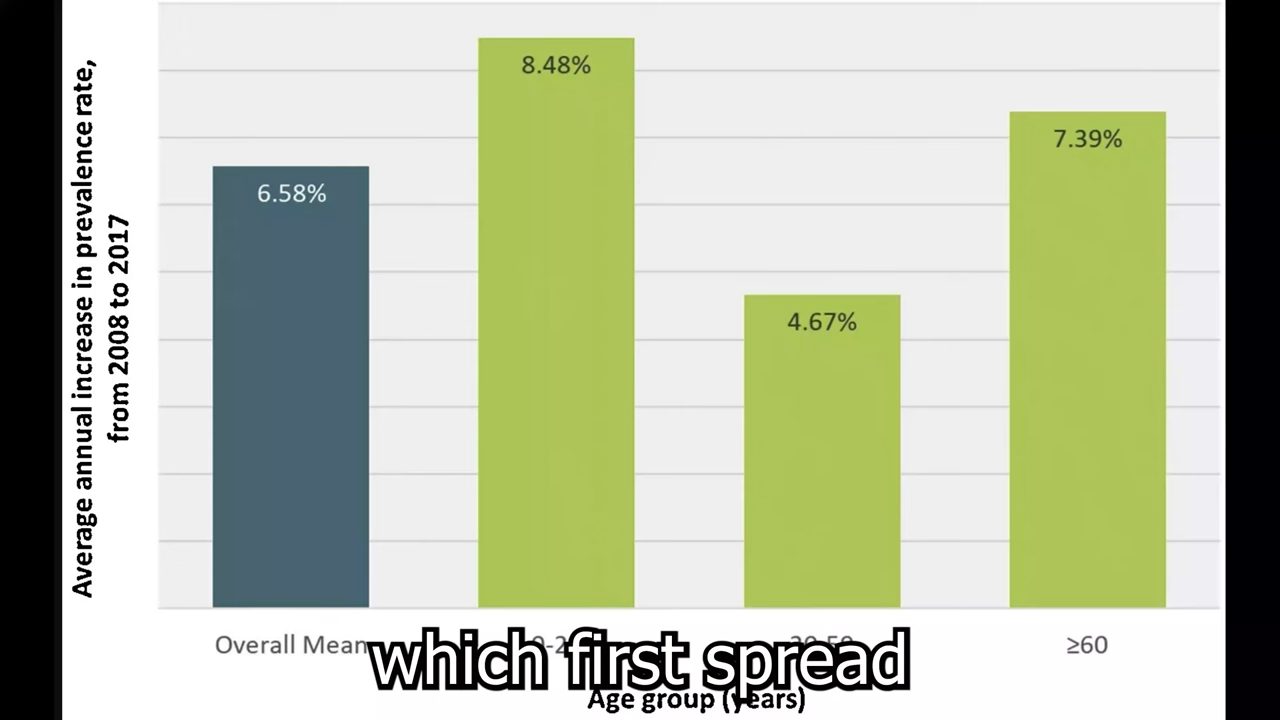 Average annual increase in prevalence rate,
from 2008 to 2017
6.58%
8.48%
4.67%
7.39%
Overall Mean
≥60
which first spread
Age group (years)